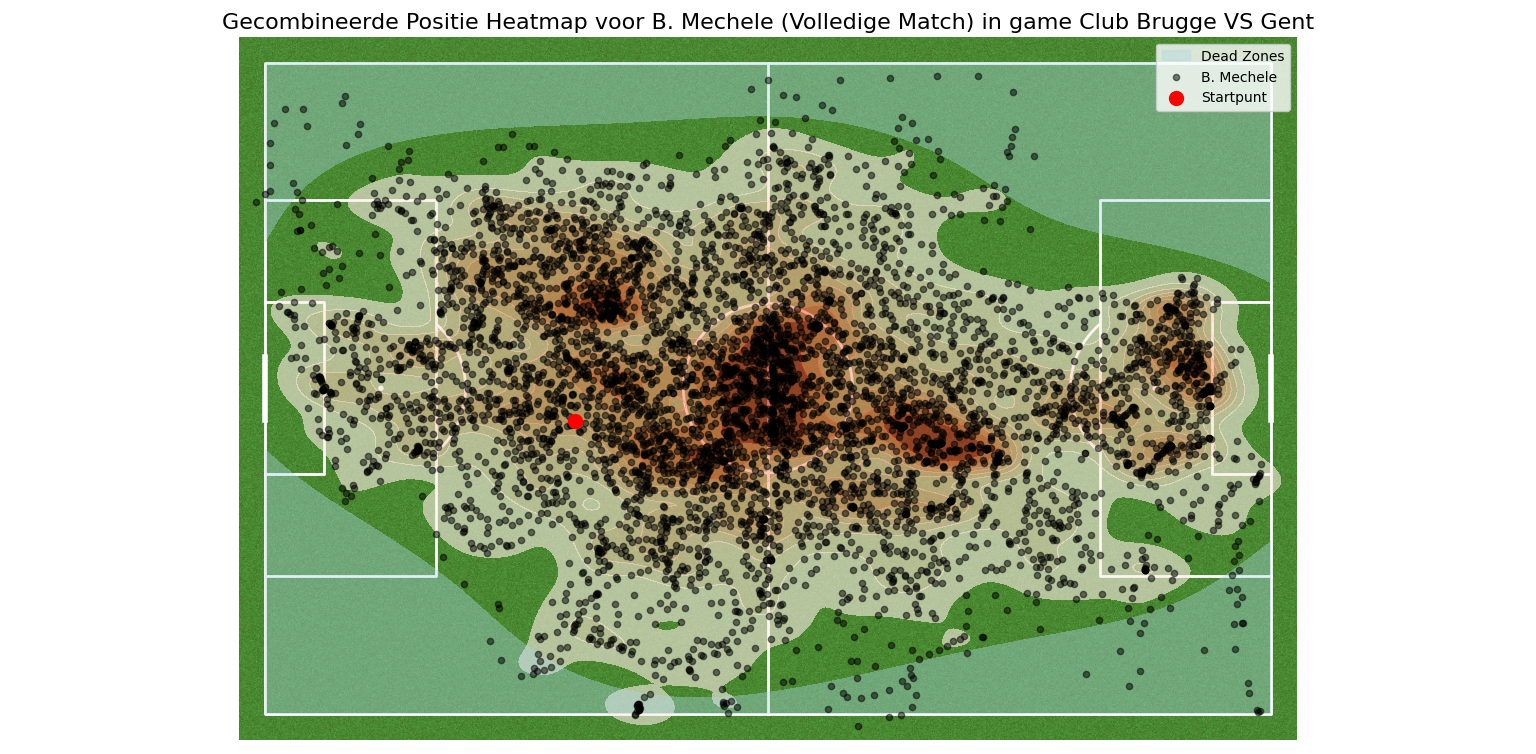 Gecombineerde Positie Heatmap voor B. Mechele (Volledige Match) in game Club Brugge VS Gent
Dead Zones
B. Mechele
Startpunt